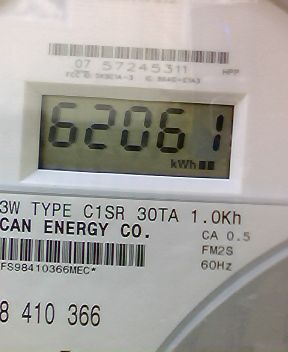 07 57245311
HPP
62061
kWh
3W TYPE C1SR 30TA 1.0Kh
CAN ENERGY CO.
CA 0.5
FM2S
FS98410366MEC*
60Hz
8 410 366